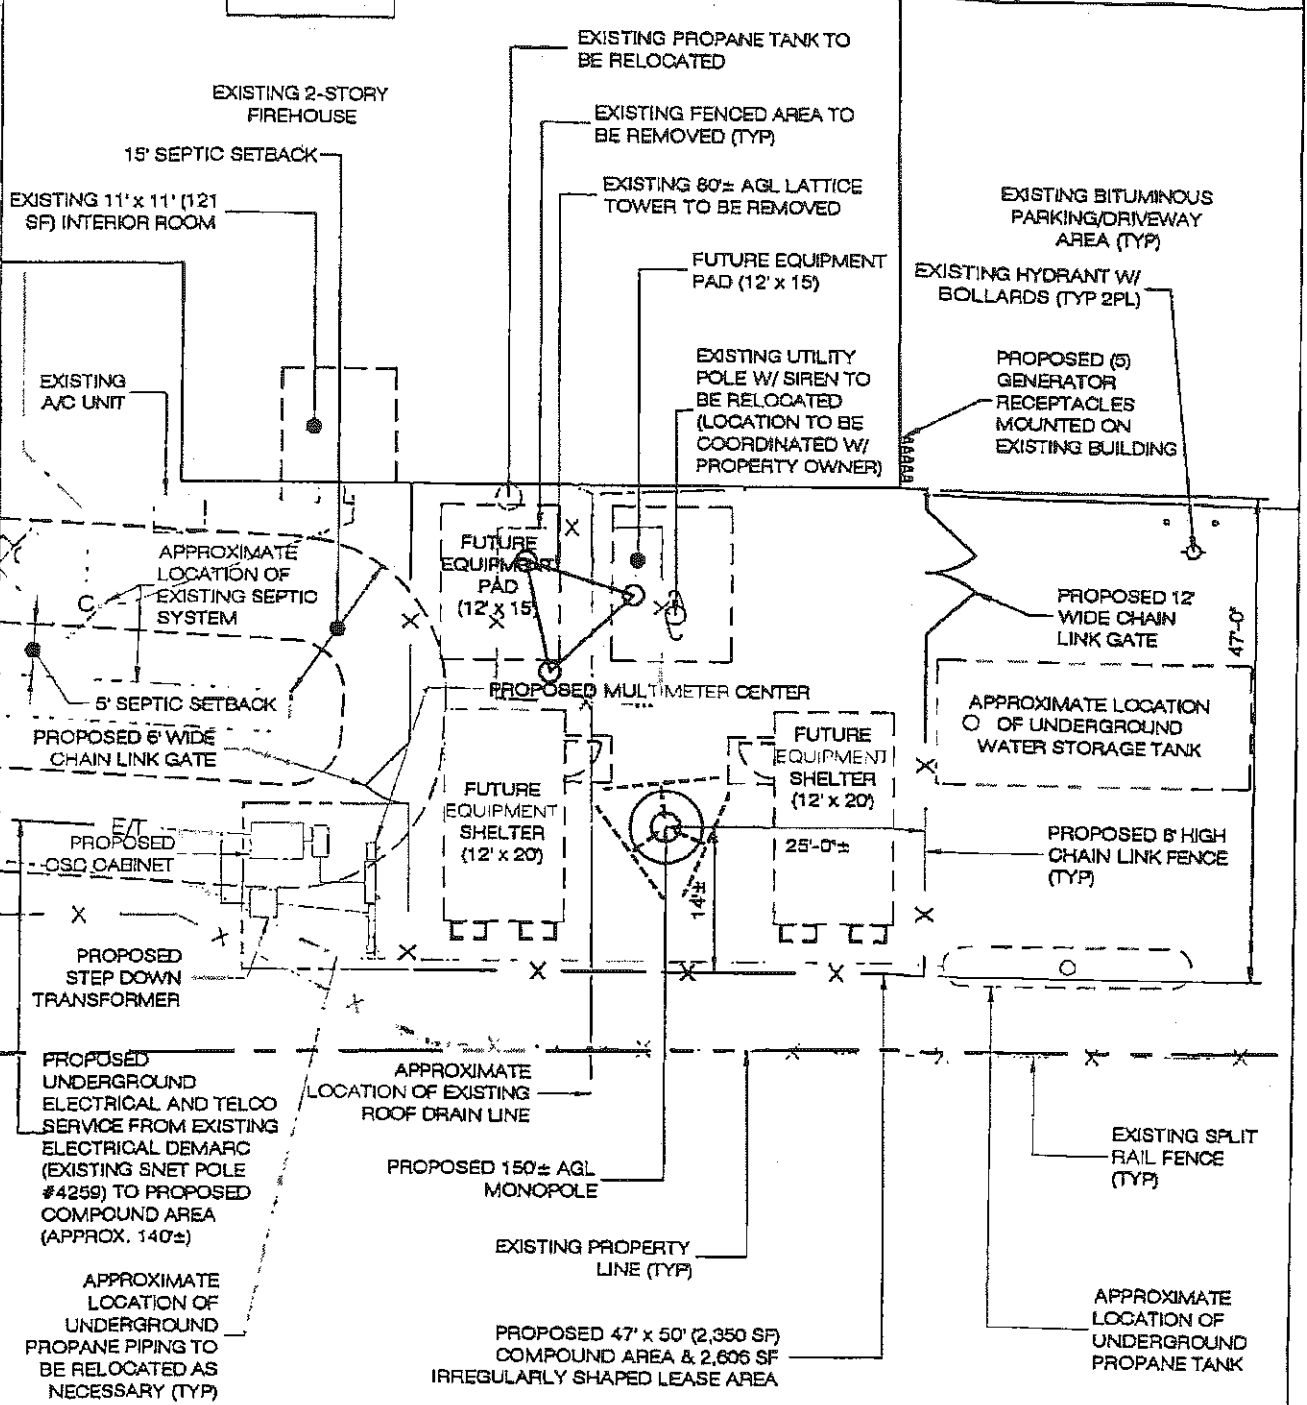 EXISTING PROPANE TANK TO
BE RELOCATED
EXISTING 2-STORY
FIREHOUSE
EXISTING FENCED AREA TO
BE REMOVED (TYP)
15' SEPTIC SETBACK
EXISTING 11' x 11' (121
SF) INTERIOR ROOM
EXISTING 80'± AGL LATTICE
TOWER TO BE REMOVED
EXISTING BITUMINOUS
PARKING/DRIVEWAY
AREA (TYP)
FUTURE EQUIPMENT
PAD (12' x 15')
EXISTING HYDRANT W/
BOLLARDS (TYP 2PL)
EXISTING
A/C UNIT
EXISTING UTILITY
POLE W/ SIREN TO
BE RELOCATED
(LOCATION TO BE
COORDINATED W/
PROPERTY OWNER)
PROPOSED (5)
GENERATOR
RECEPTACLES
MOUNTED ON
EXISTING BUILDING
APPROXIMATE
LOCATION OF
EXISTING SEPTIC
SYSTEM
FUTURE
EQUIPMENT
PAD
(12' x 15')
PROPOSED 12'
WIDE CHAIN
LINK GATE
47'-0"
5' SEPTIC SETBACK
PROPOSED MULTIMETER CENTER
APPROXIMATE LOCATION
OF UNDERGROUND
WATER STORAGE TANK
PROPOSED 6' WIDE
CHAIN LINK GATE
FUTURE
EQUIPMENT
SHELTER
(12' x 20')
FUTURE
EQUIPMENT
SHELTER
(12' x 20')
E/T
PROPOSED
CSC CABINET
25'-0"±
14'±
PROPOSED 8' HIGH
CHAIN LINK FENCE
(TYP)
PROPOSED
STEP DOWN
TRANSFORMER
PROPOSED
UNDERGROUND
ELECTRICAL AND TELCO
SERVICE FROM EXISTING
ELECTRICAL DEMARC
(EXISTING SNET POLE
#4259) TO PROPOSED
COMPOUND AREA
(APPROX. 140'±)
APPROXIMATE
LOCATION OF EXISTING
ROOF DRAIN LINE
PROPOSED 150'± AGL
MONOPOLE
EXISTING SPLIT
RAIL FENCE
(TYP)
EXISTING PROPERTY
LINE (TYP)
APPROXIMATE
LOCATION OF
UNDERGROUND
PROPANE PIPING TO
BE RELOCATED AS
NECESSARY (TYP)
PROPOSED 47' x 50' (2,350 SF)
COMPOUND AREA & 2,606 SF
IRREGULARLY SHAPED LEASE AREA
APPROXIMATE
LOCATION OF
UNDERGROUND
PROPANE TANK